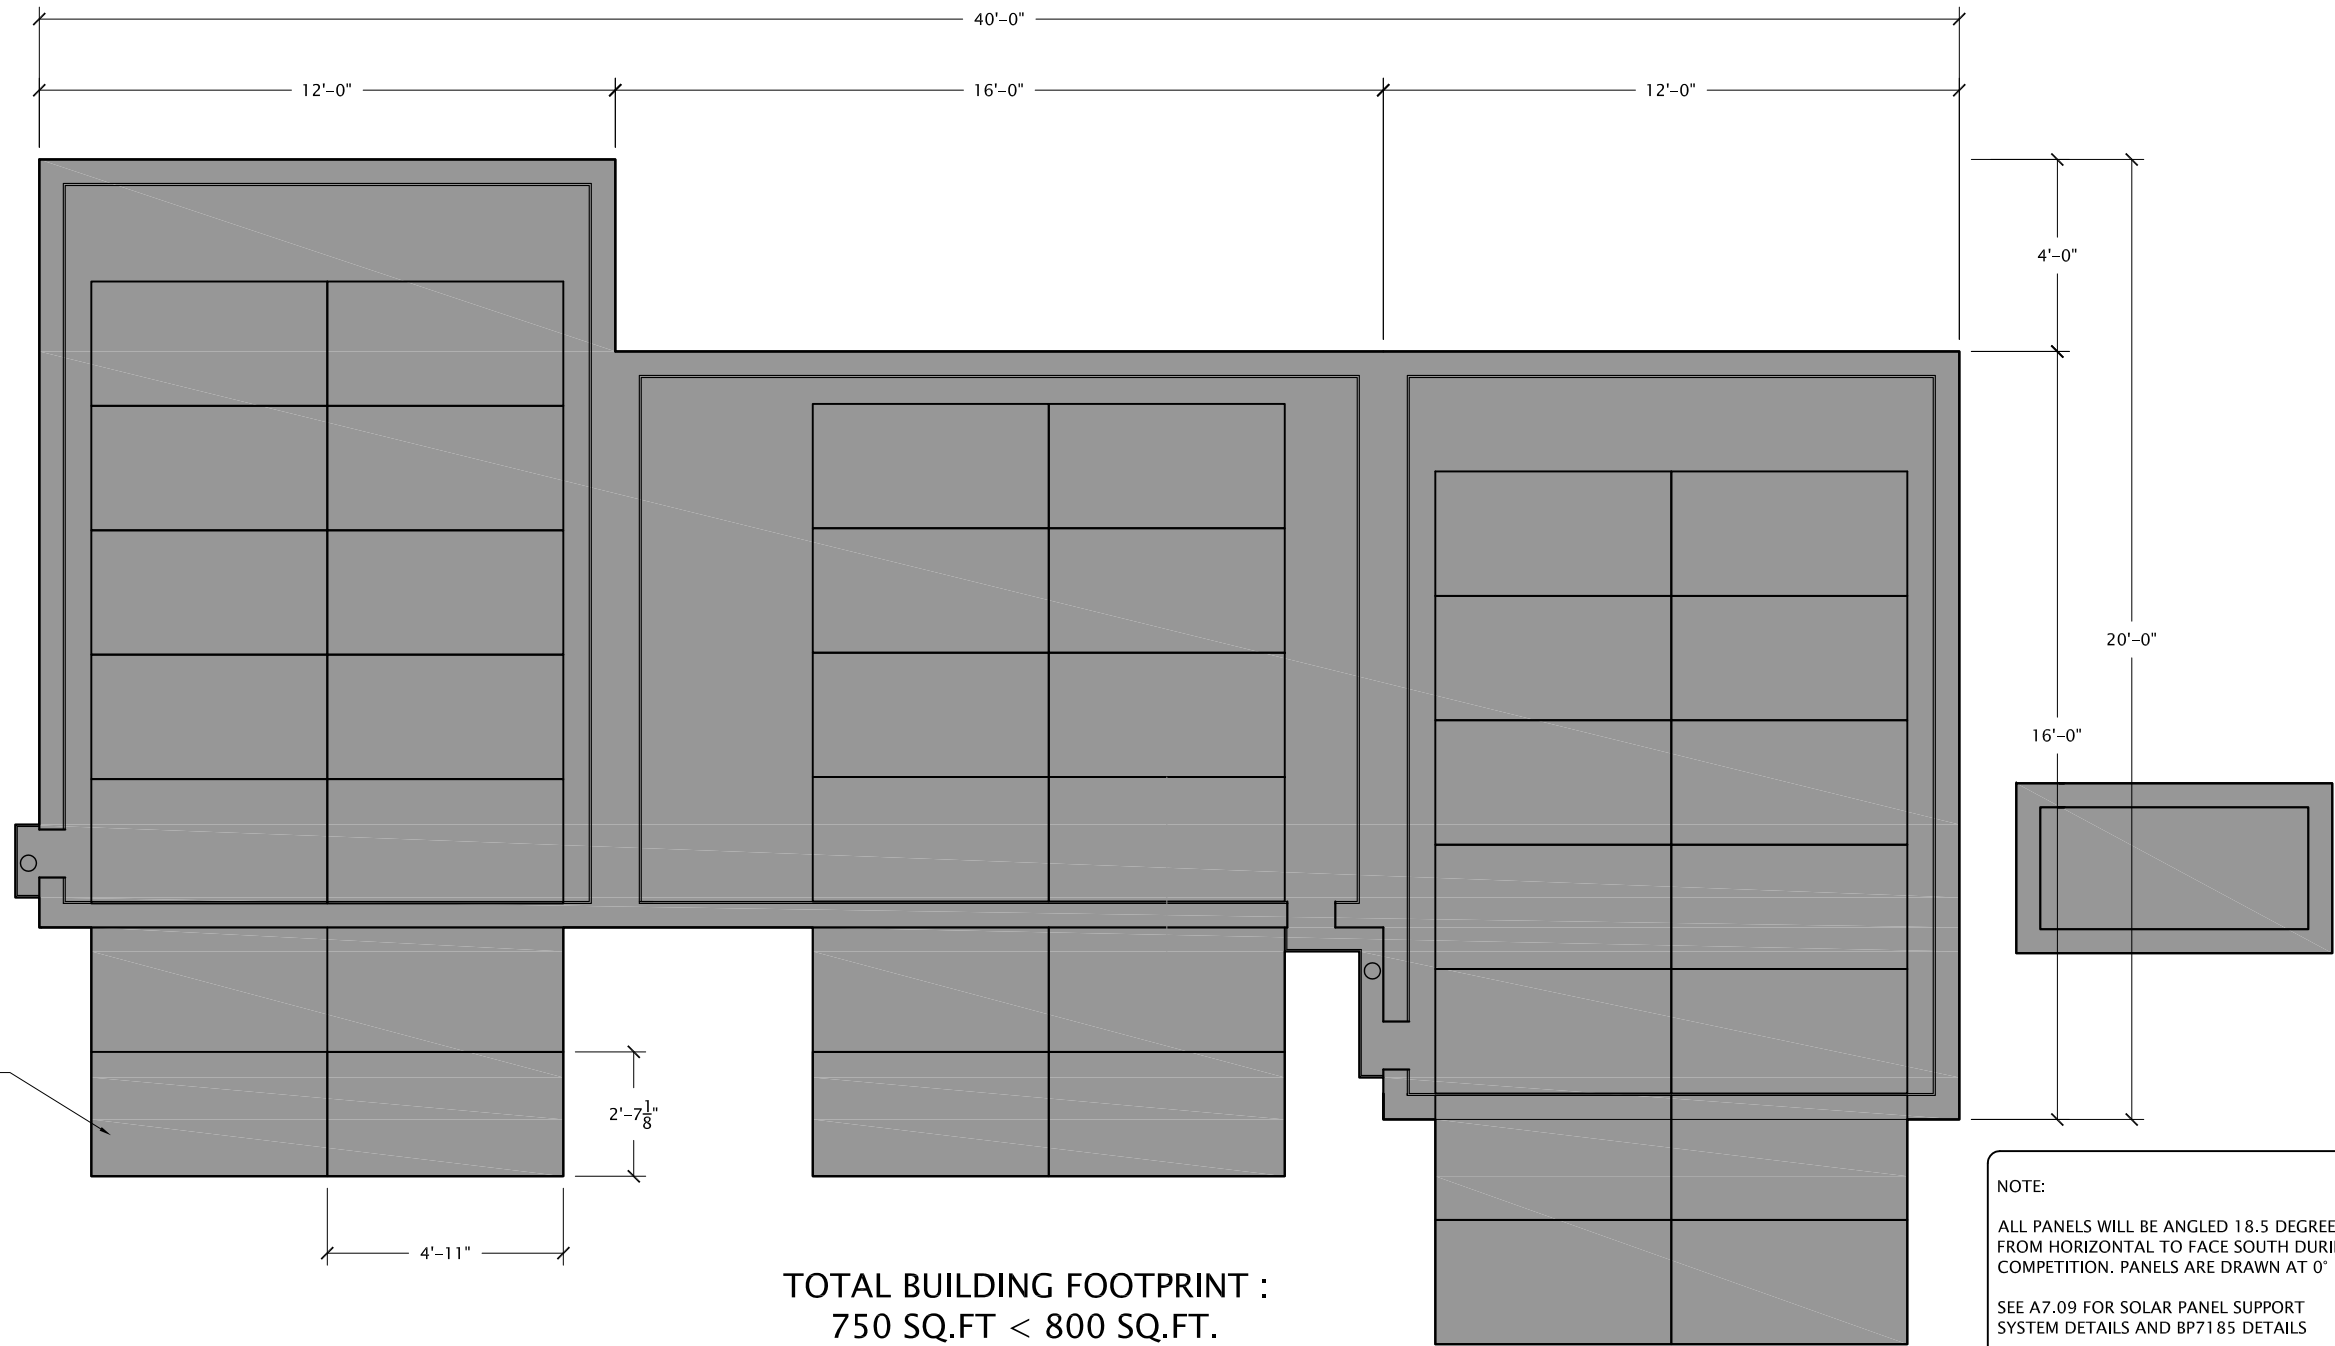 40'-0"
12'-0"
16'-0"
12'-0"
4'-0"
20'-0"
16'-0"
2'-7 1/8"
4'-11"
TOTAL BUILDING FOOTPRINT :
750 SQ.FT < 800 SQ.FT.
NOTE:
ALL PANELS WILL BE ANGLED 18.5 DEGREE
FROM HORIZONTAL TO FACE SOUTH DURI
COMPETITION. PANELS ARE DRAWN AT 0°
SEE A7.09 FOR SOLAR PANEL SUPPORT
SYSTEM DETAILS AND BP7185 DETAILS